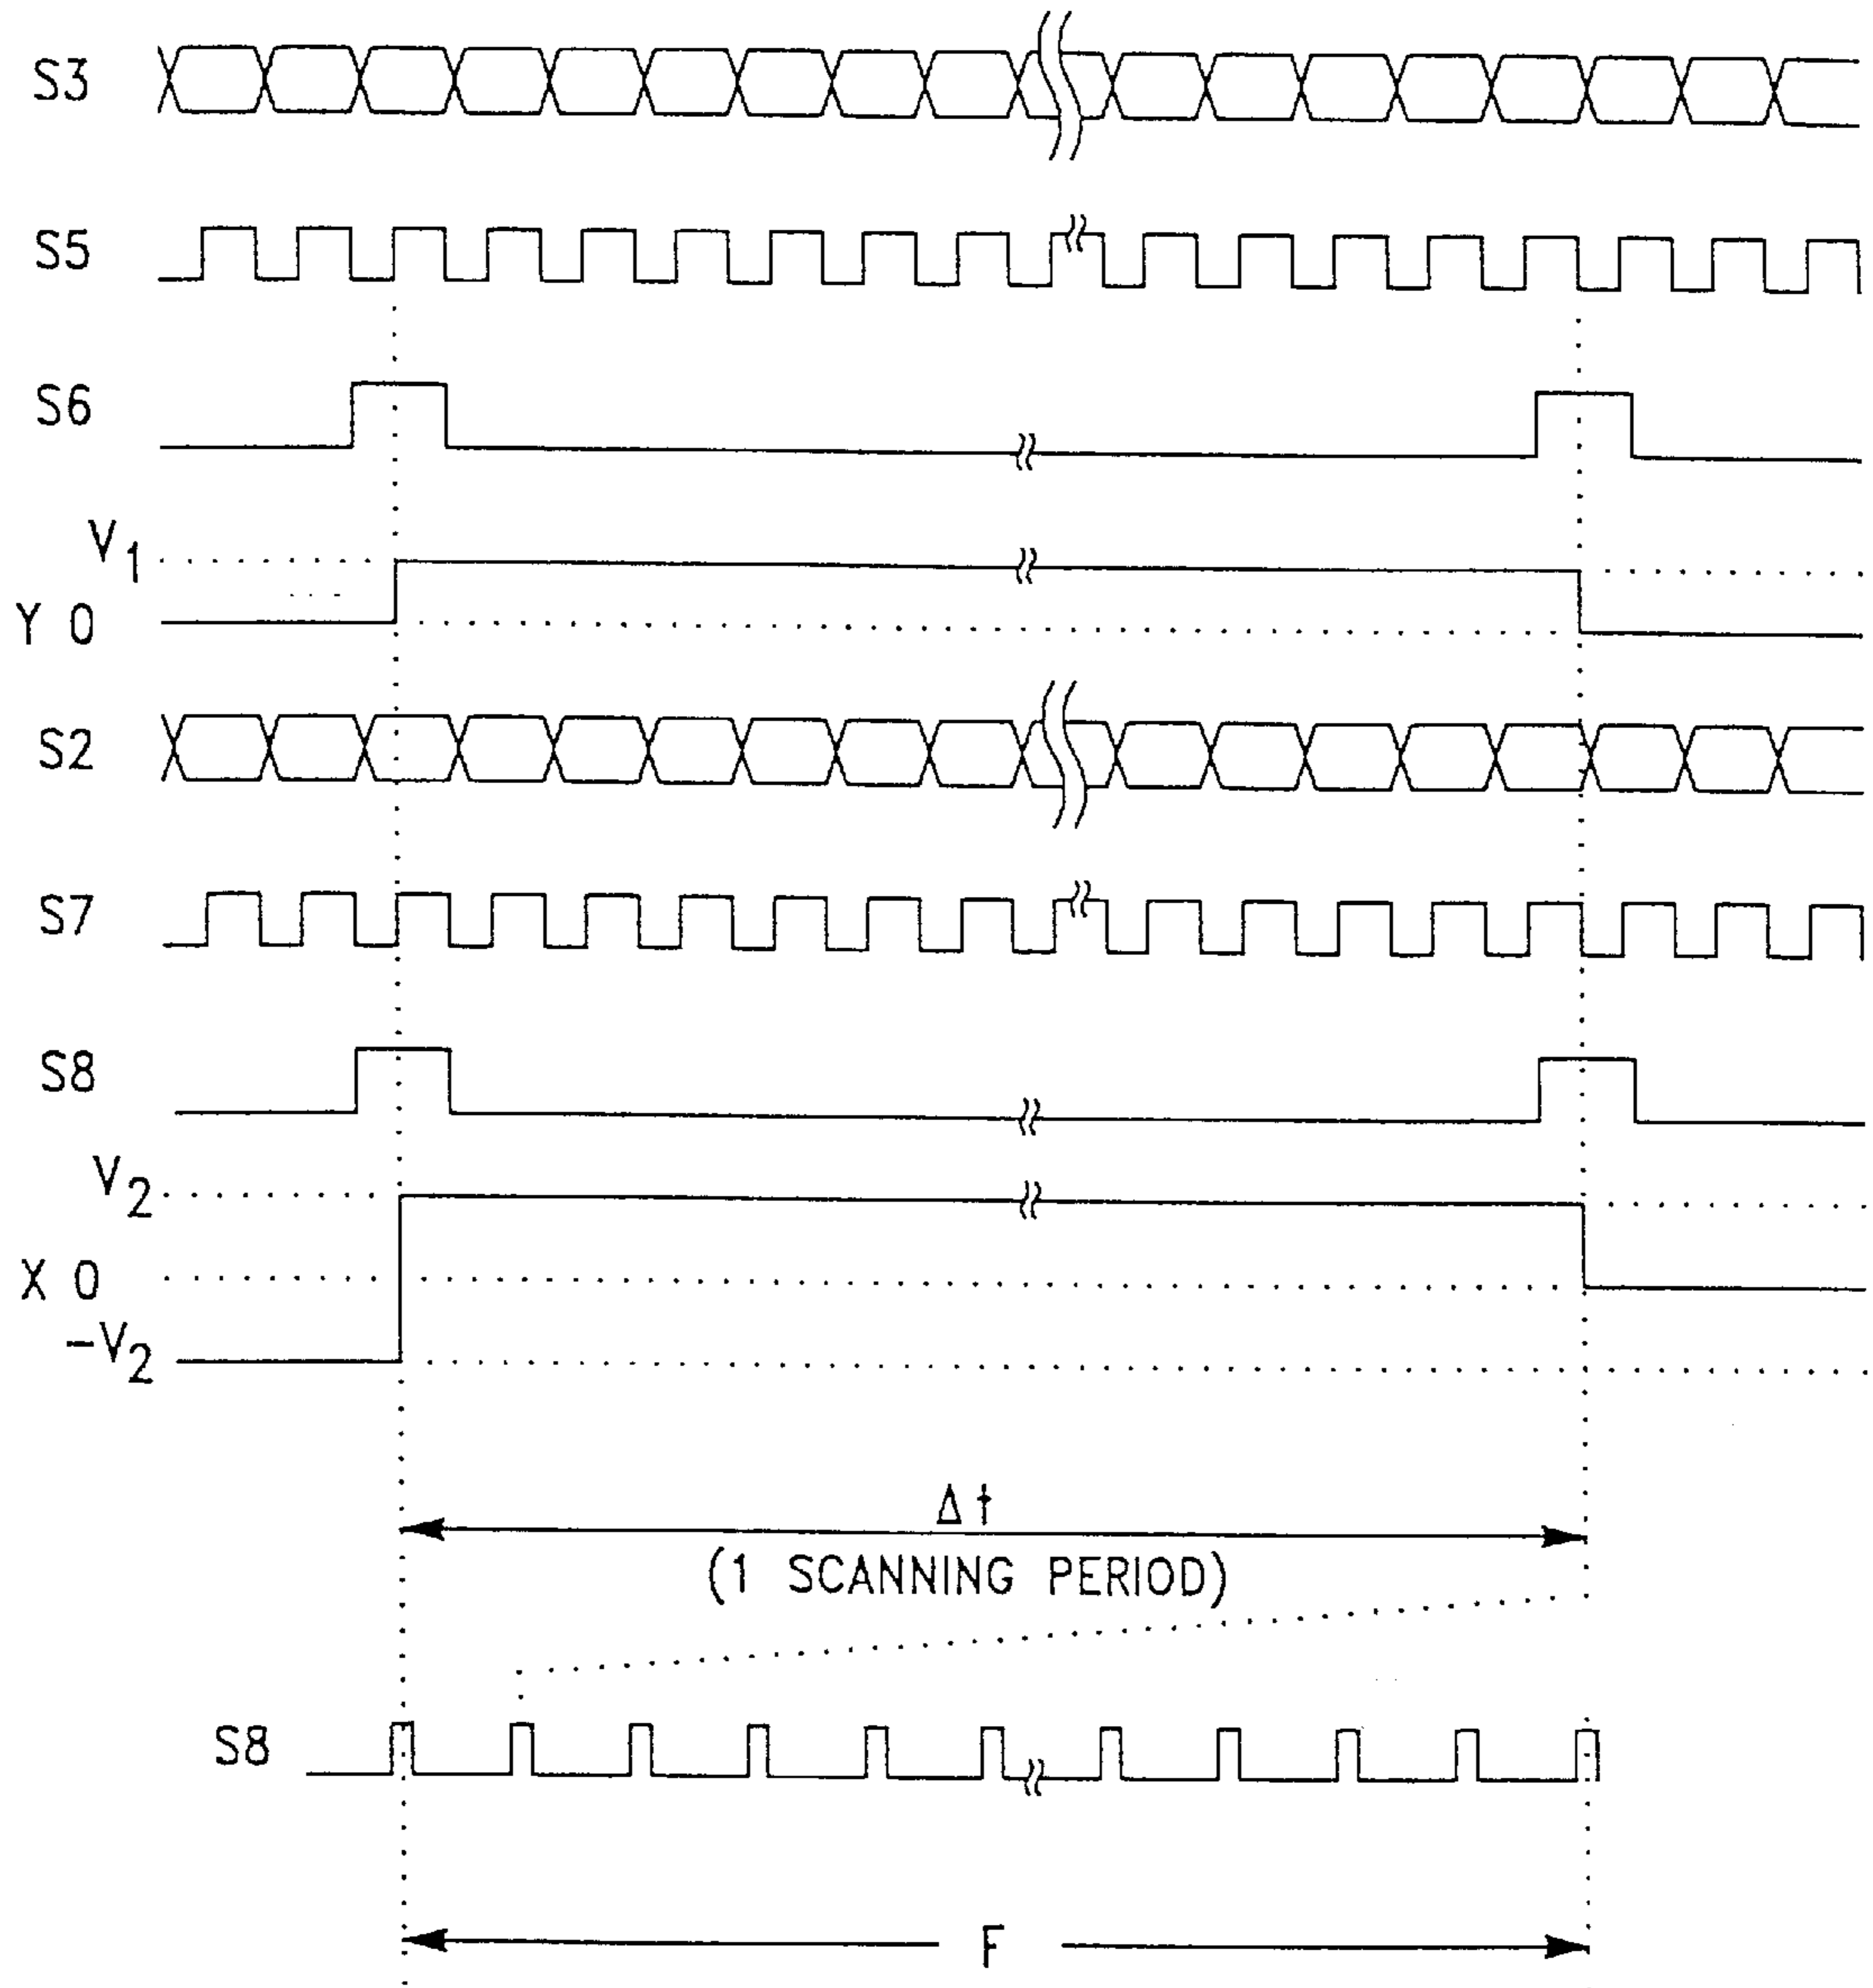 S3
S5
S6
V1
Y 0
S2
S7
S8
V2
X 0
-V2
Δt
(1 SCANNING PERIOD)
S8
F